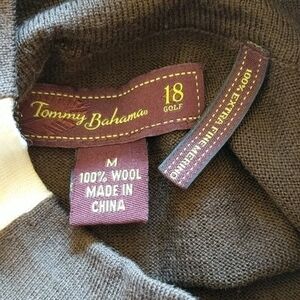 Tommy Bahama®
18
GOLF
M
100% WOOL
MADE IN
CHINA
100% EXTRA FINE MERINO